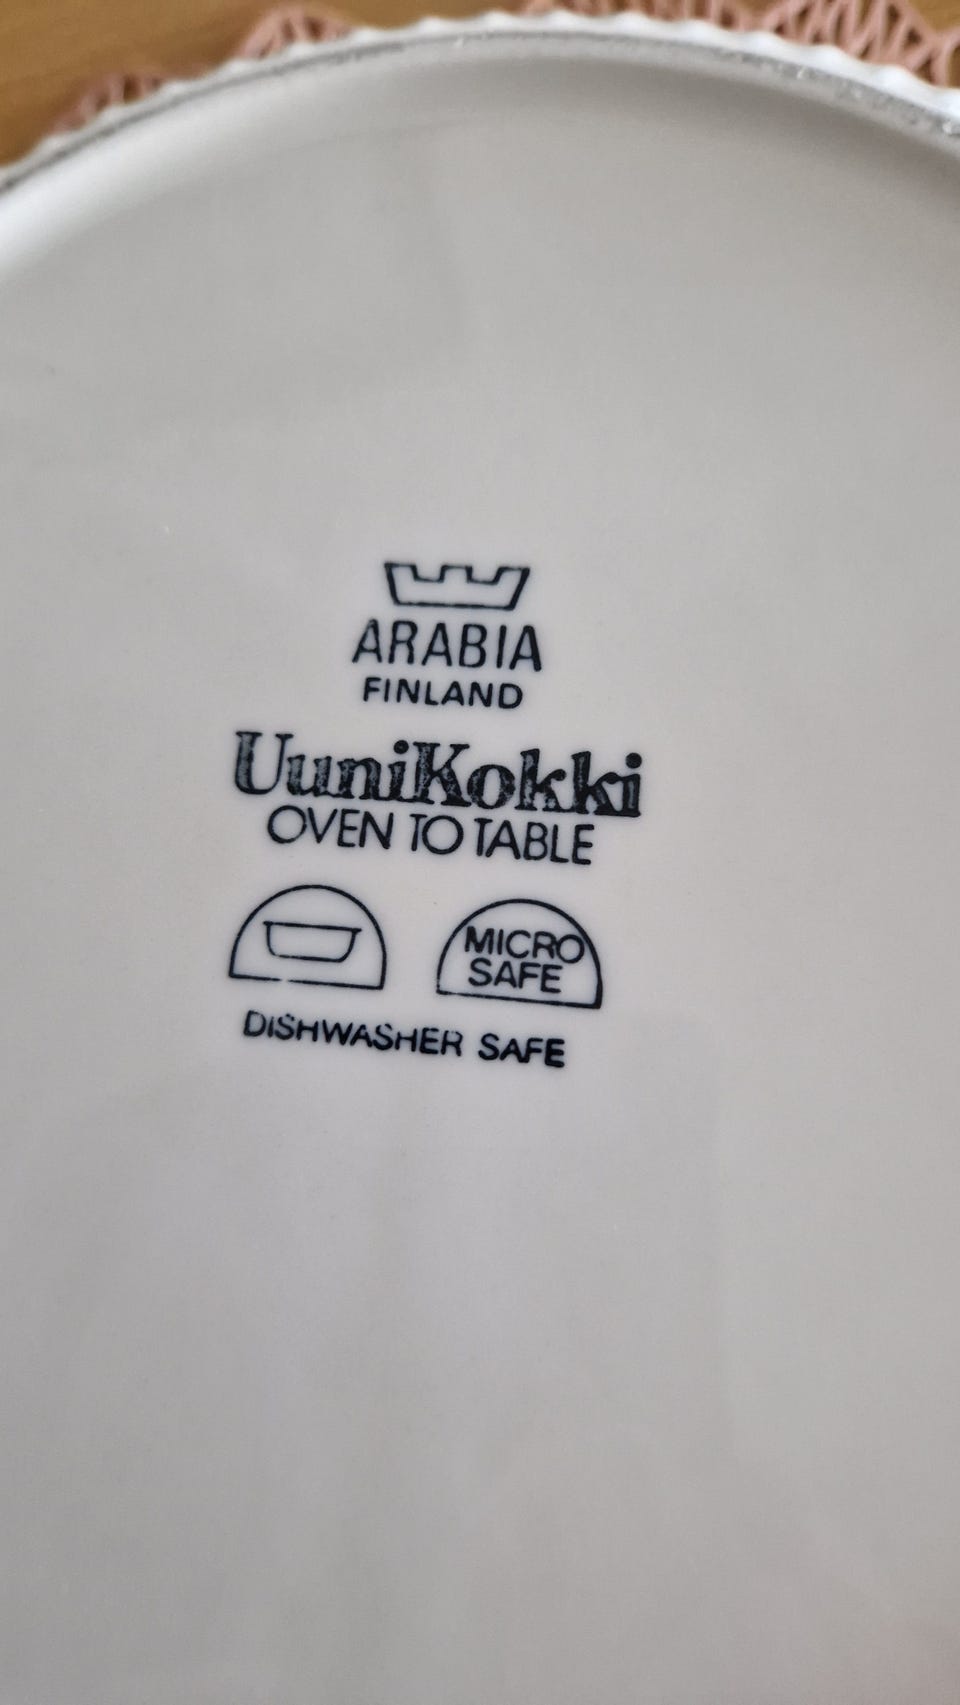 ARABIA
FINLAND
UuniKokki
OVEN TO TABLE
MICRO
SAFE
DISHWASHER SAFE